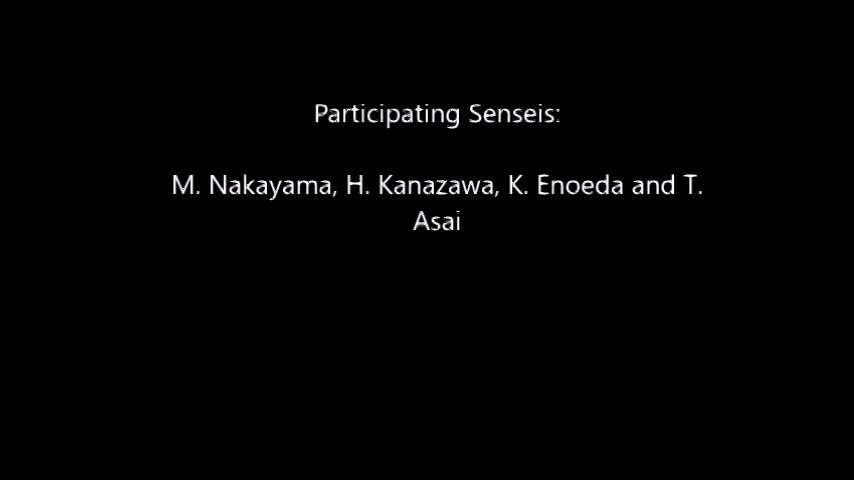 Participating Senseis:
M. Nakayama, H. Kanazawa, K. Enoeda and T.
Asai